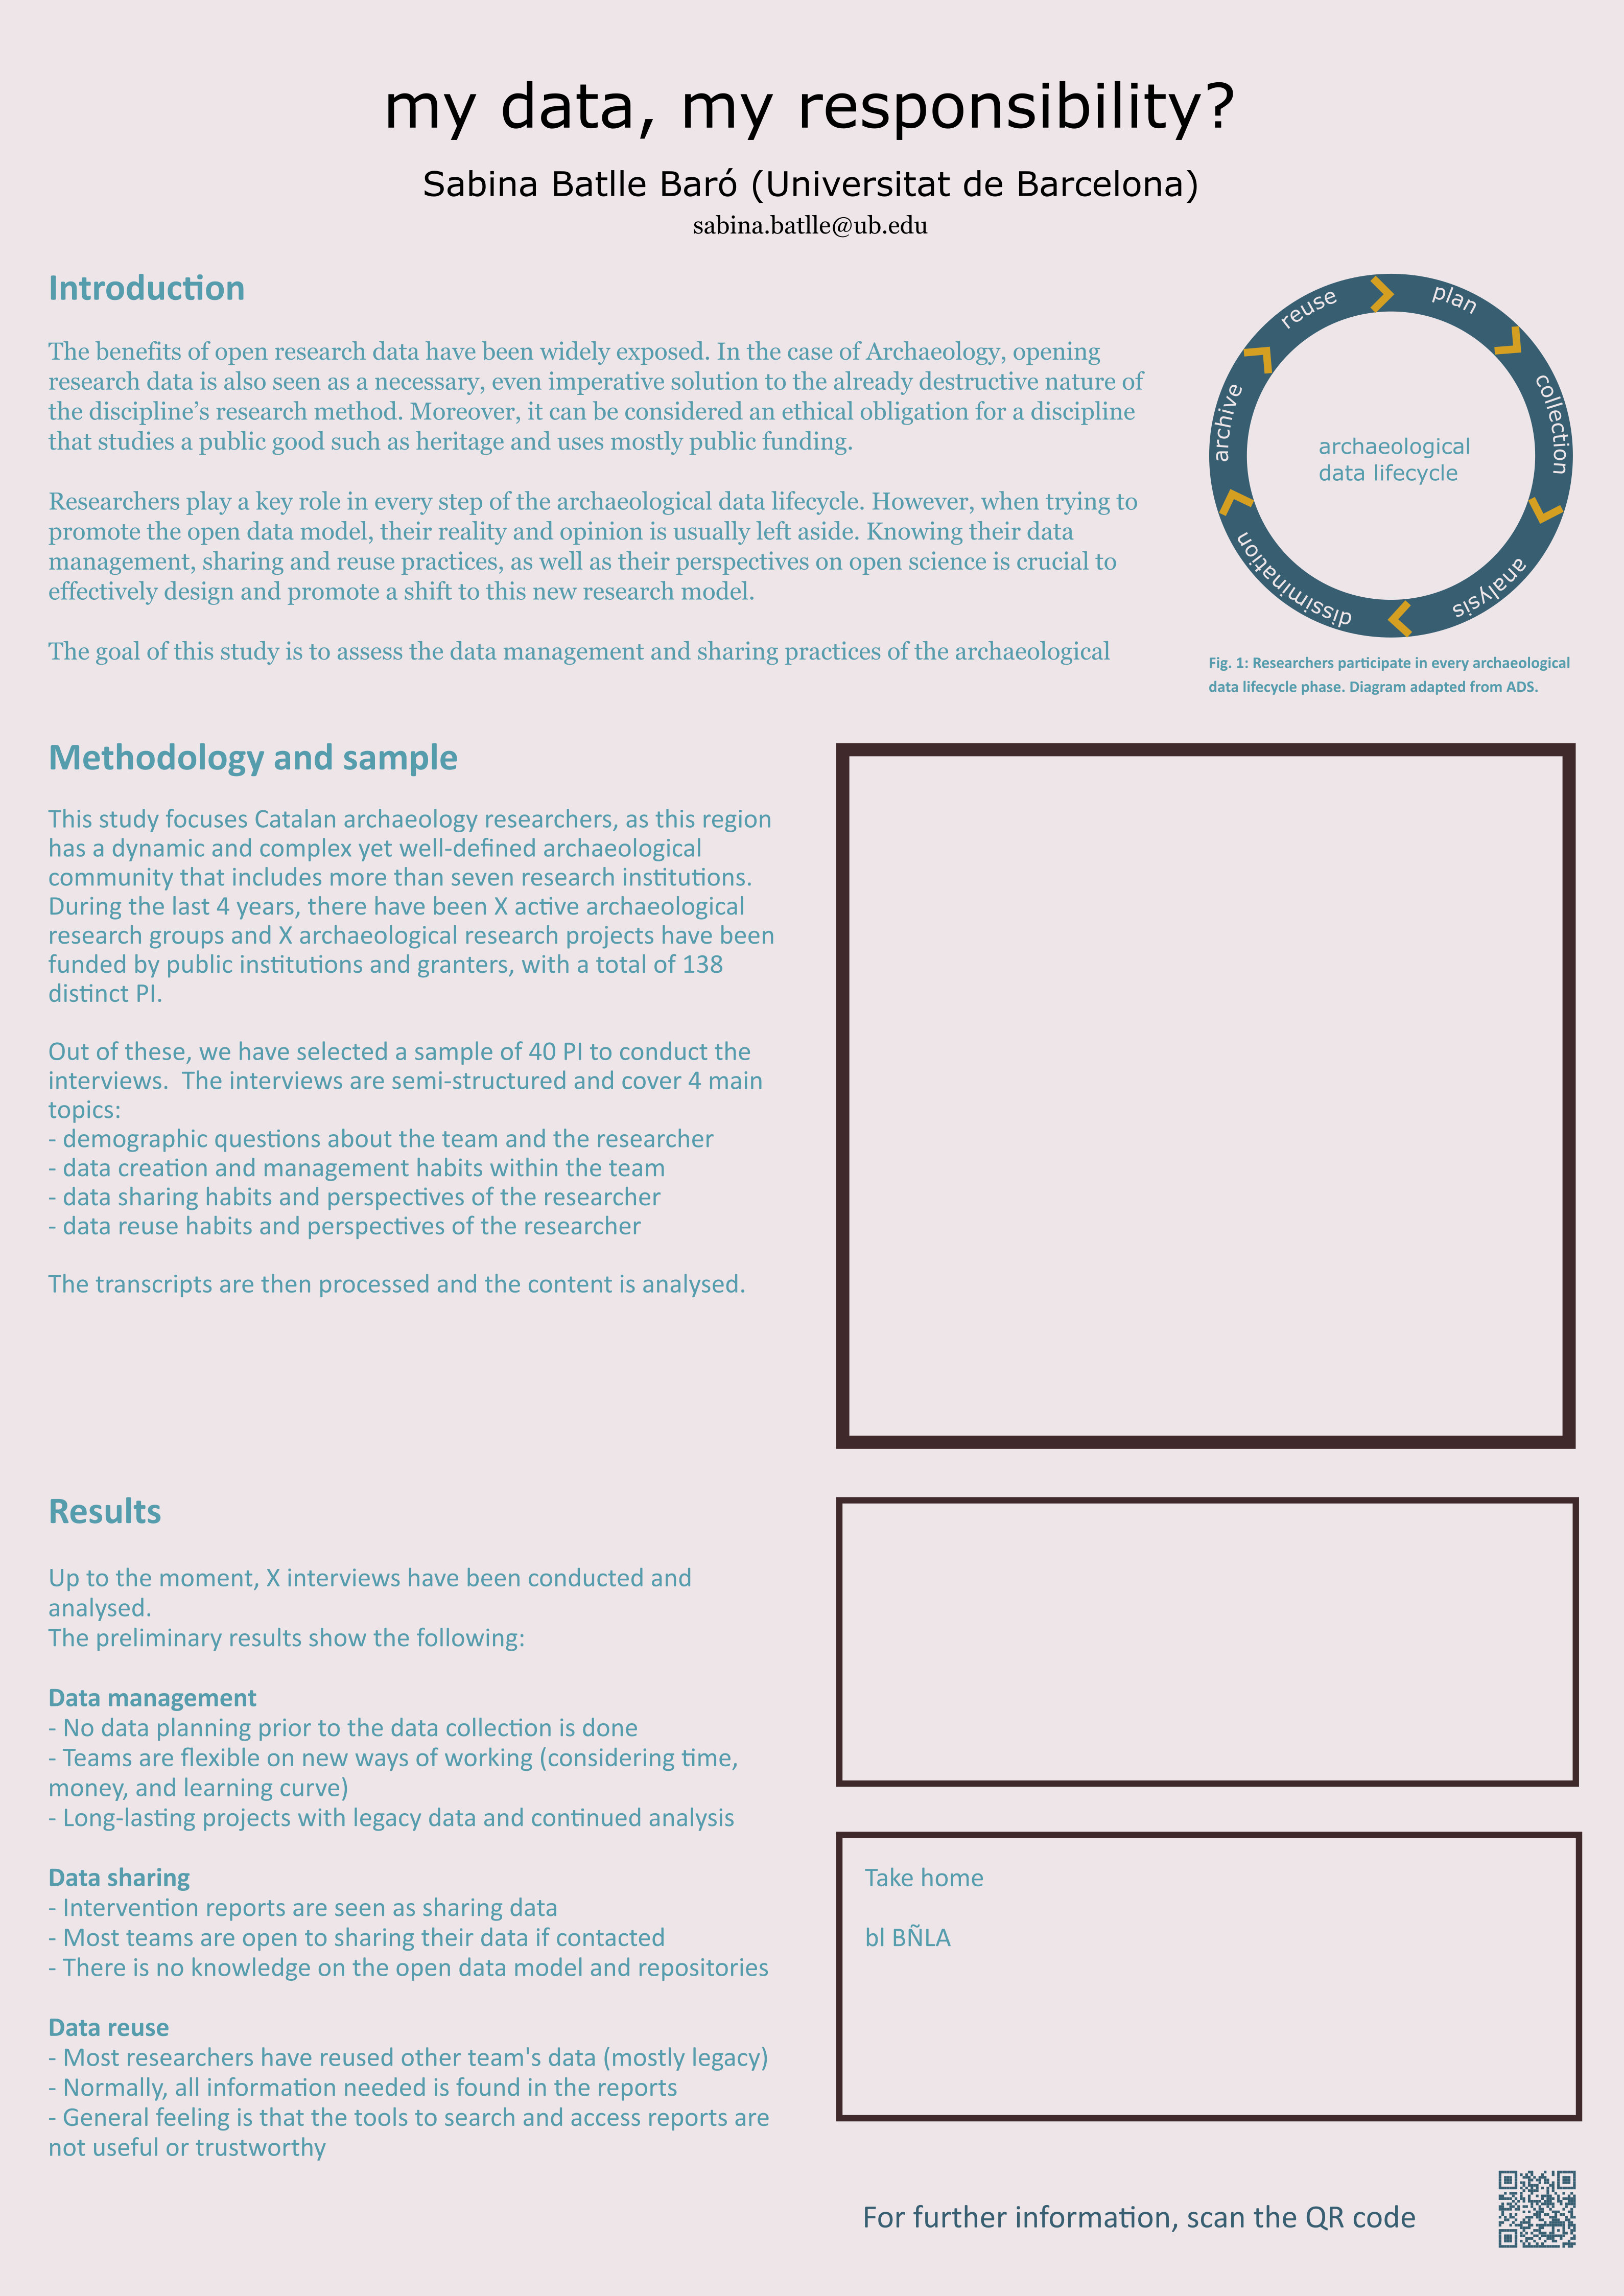 my data, my responsibility?
Sabina Batlle Baró (Universitat de Barcelona)
sabina.batlle@ub.edu
Introduction
The benefits of open research data have been widely exposed. In the case of Archaeology, opening
research data is also seen as a necessary, even imperative solution to the already destructive nature of
the discipline’s research method. Moreover, it can be considered an ethical obligation for a discipline
that studies a public good such as heritage and uses mostly public funding.
Researchers play a key role in every step of the archaeological data lifecycle. However, when trying to
promote the open data model, their reality and opinion is usually left aside. Knowing their data
management, sharing and reuse practices, as well as their perspectives on open science is crucial to
effectively design and promote a shift to this new research model.
The goal of this study is to assess the data management and sharing practices of the archaeological
plan
collection
analysis
dissimination
archive
reuse
archaeological
data lifecycle
Fig. 1: Researchers participate in every archaeological
data lifecycle phase. Diagram adapted from ADS.
Methodology and sample
This study focuses Catalan archaeology researchers, as this region
has a dynamic and complex yet well-defined archaeological
community that includes more than seven research institutions.
During the last 4 years, there have been X active archaeological
research groups and X archaeological research projects have been
funded by public institutions and granters, with a total of 138
distinct PI.
Out of these, we have selected a sample of 40 PI to conduct the
interviews.  The interviews are semi-structured and cover 4 main
topics:
- demographic questions about the team and the researcher
- data creation and management habits within the team
- data sharing habits and perspectives of the researcher
- data reuse habits and perspectives of the researcher
The transcripts are then processed and the content is analysed.
Results
Up to the moment, X interviews have been conducted and
analysed.
The preliminary results show the following:
Data management
- No data planning prior to the data collection is done
- Teams are flexible on new ways of working (considering time,
money, and learning curve)
- Long-lasting projects with legacy data and continued analysis
Data sharing
- Intervention reports are seen as sharing data
- Most teams are open to sharing their data if contacted
- There is no knowledge on the open data model and repositories
Data reuse
- Most researchers have reused other team's data (mostly legacy)
- Normally, all information needed is found in the reports
- General feeling is that the tools to search and access reports are
not useful or trustworthy
Take home
bl BÑLA
For further information, scan the QR code